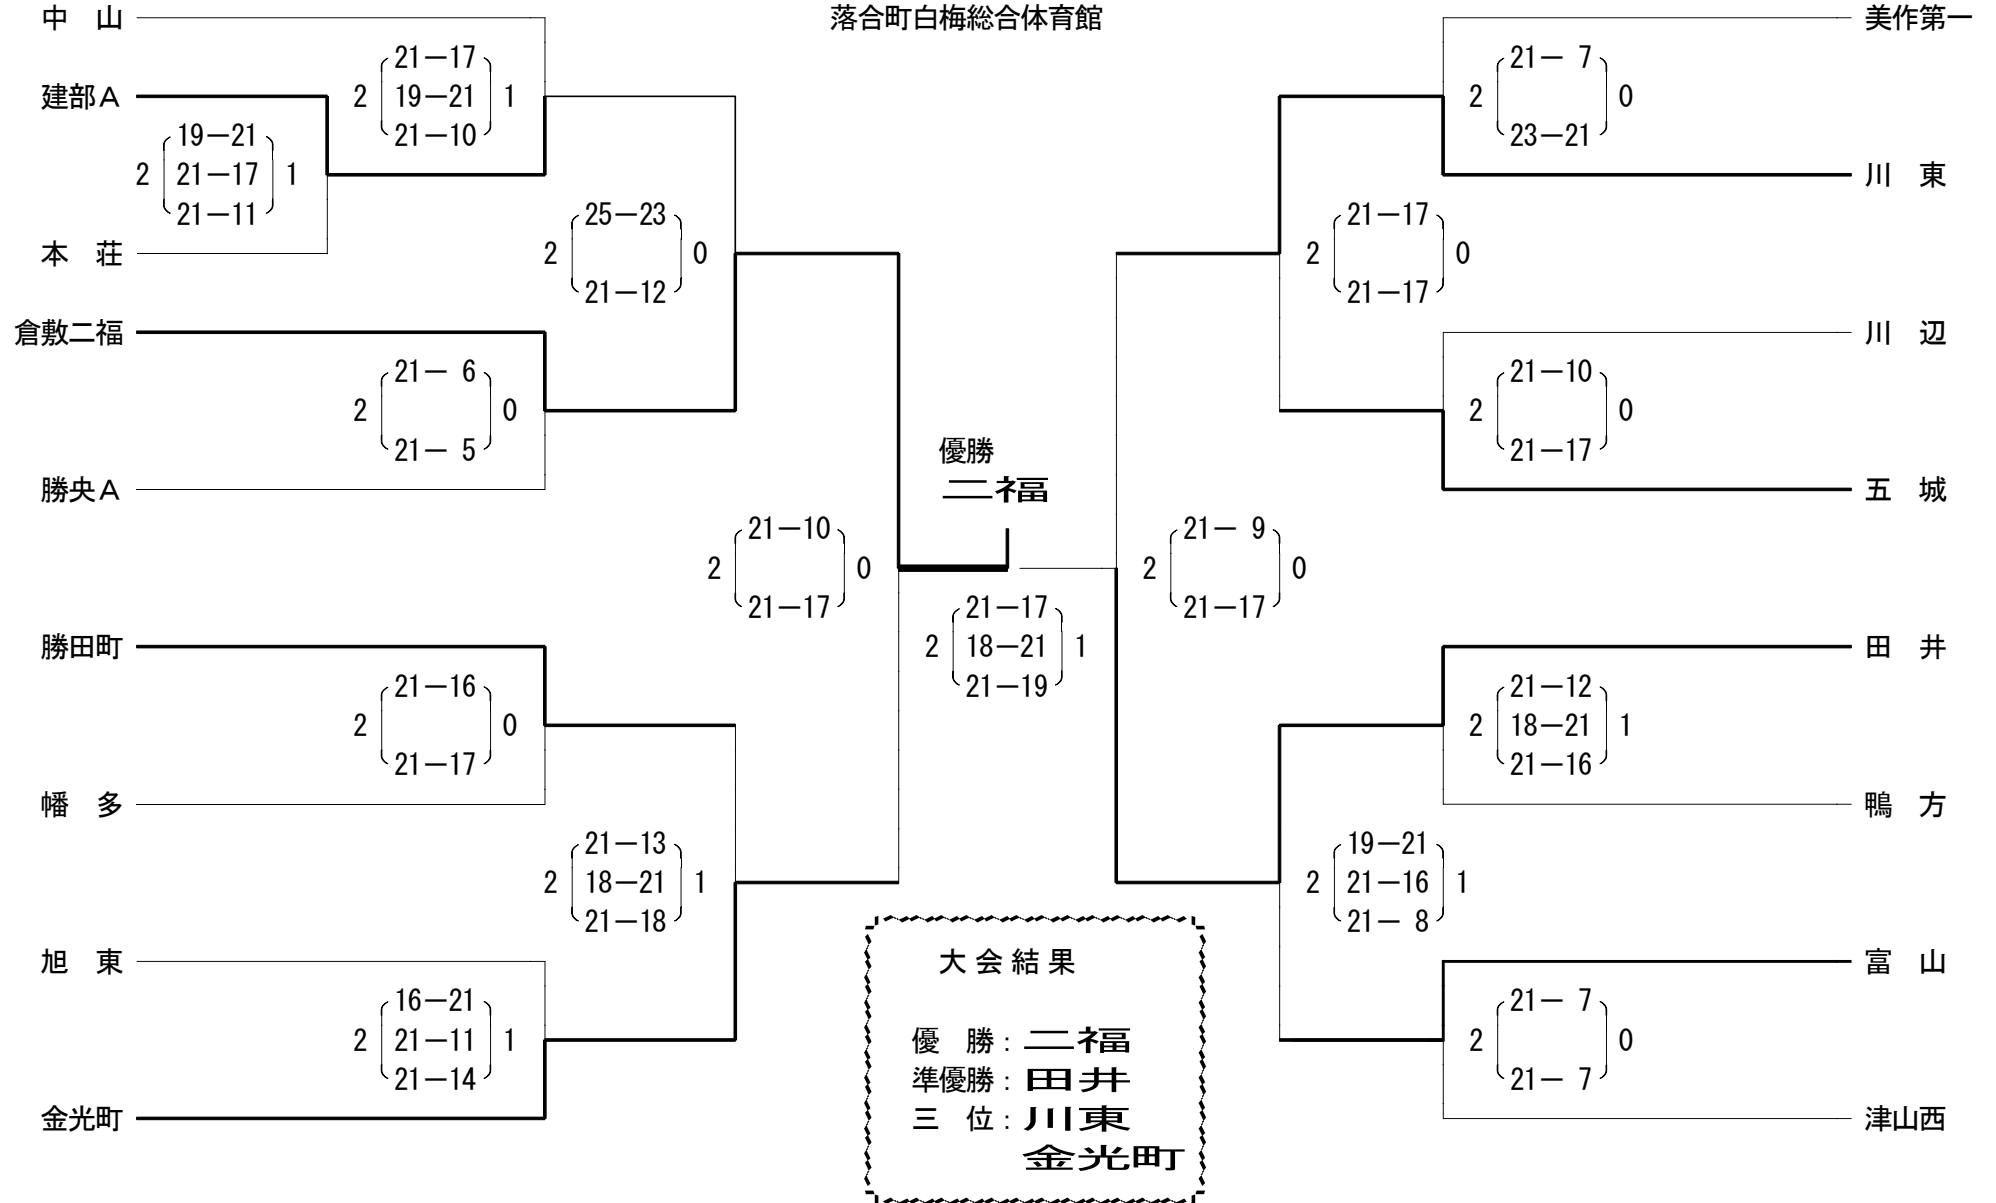 落合町白梅総合体育館
中　山
21－17
2 19－21 1
21－10
建部Ａ
19－21
2 21－17 1
21－11
本　荘
25－23
2 0
21－12
倉敷二福
21－ 6
2 0
21－ 5
勝央Ａ
21－10
2 0
21－17
勝田町
21－16
2 0
21－17
幡　多
21－13
2 18－21 1
21－18
旭　東
16－21
2 21－11 1
21－14
金光町
優勝
二福
21－17
2 18－21 1
21－19
美作第一
21－ 7
2 0
23－21
川　東
21－17
2 0
21－17
川　辺
21－10
2 0
21－17
五　城
21－ 9
2 0
21－17
田　井
21－12
2 18－21 1
21－16
鴨　方
19－21
2 21－16 1
21－ 8
富　山
21－ 7
2 0
21－ 7
津山西
大 会 結 果
優　勝：二福
準優勝：田井
三　位：川東
金光町